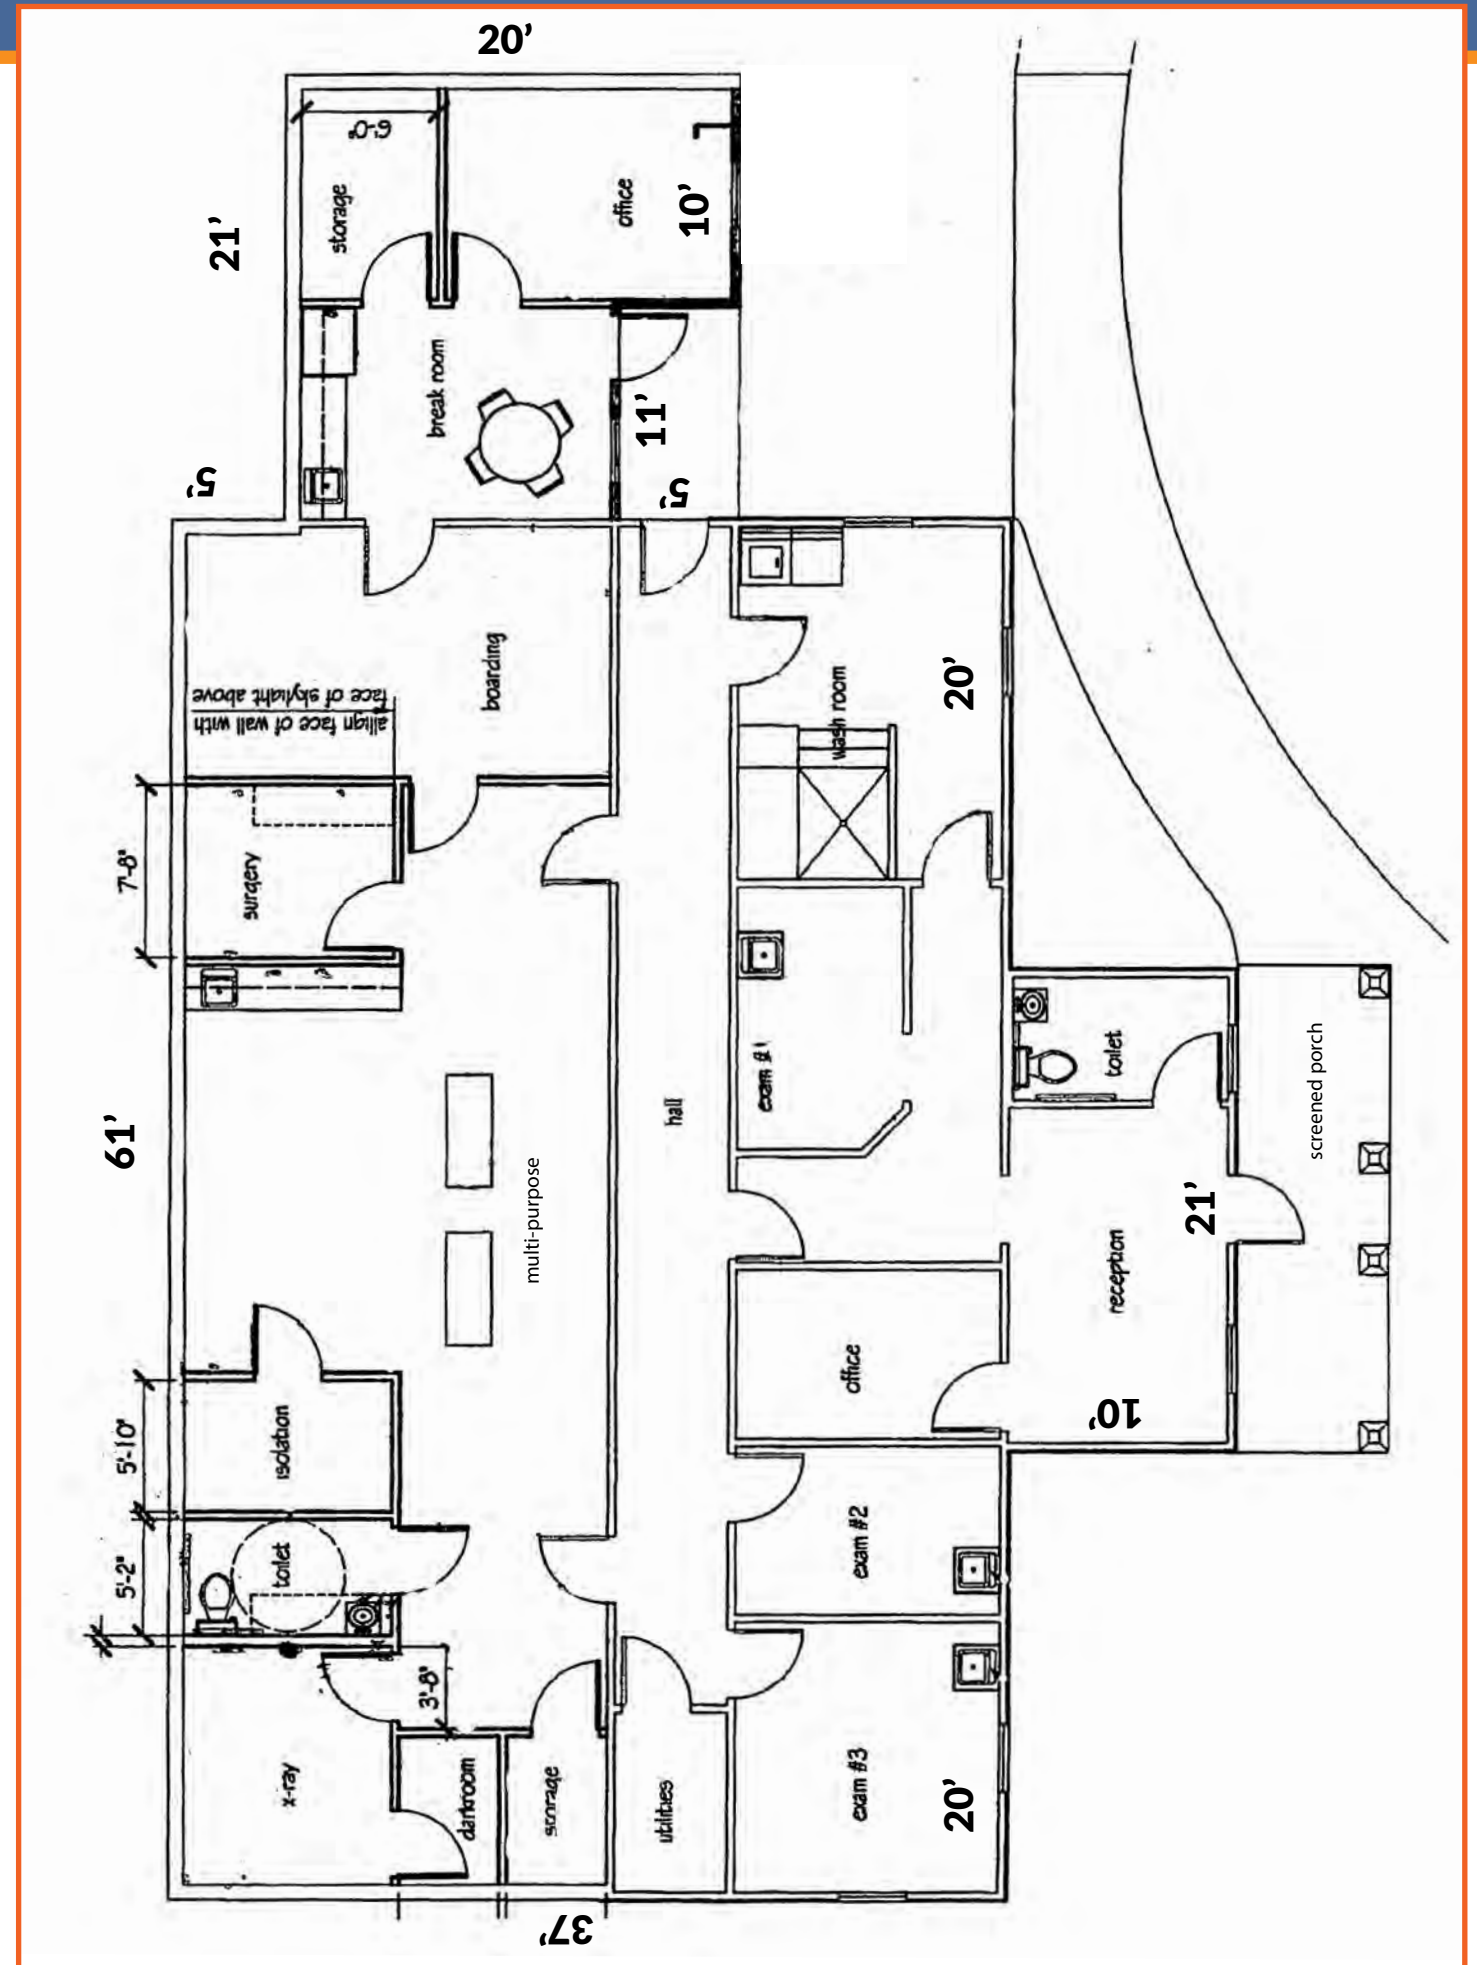 20’
6'-0"
storage
office
10’
21’
break room
11’
5’
5’
allign face of wall with
face of skylight above
boarding
wash room
20’
7'-8"
surgery
exam #1
hall
toilet
screened porch
61’
multi-purpose
reception
21’
office
10’
5'-10"
isolation
5'-2"
toilet
exam #2
3'-8"
x-ray
darkroom
storage
utilities
exam #3
20’
37’